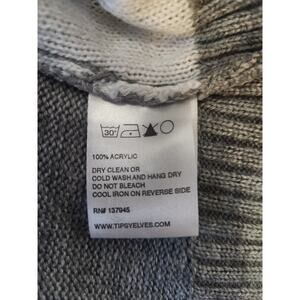 30°
100% ACRYLIC
DRY CLEAN OR
COLD WASH AND HANG DRY
DO NOT BLEACH
COOL IRON ON REVERSE SIDE
RN# 137945
WWW.TIPSYELVES.COM